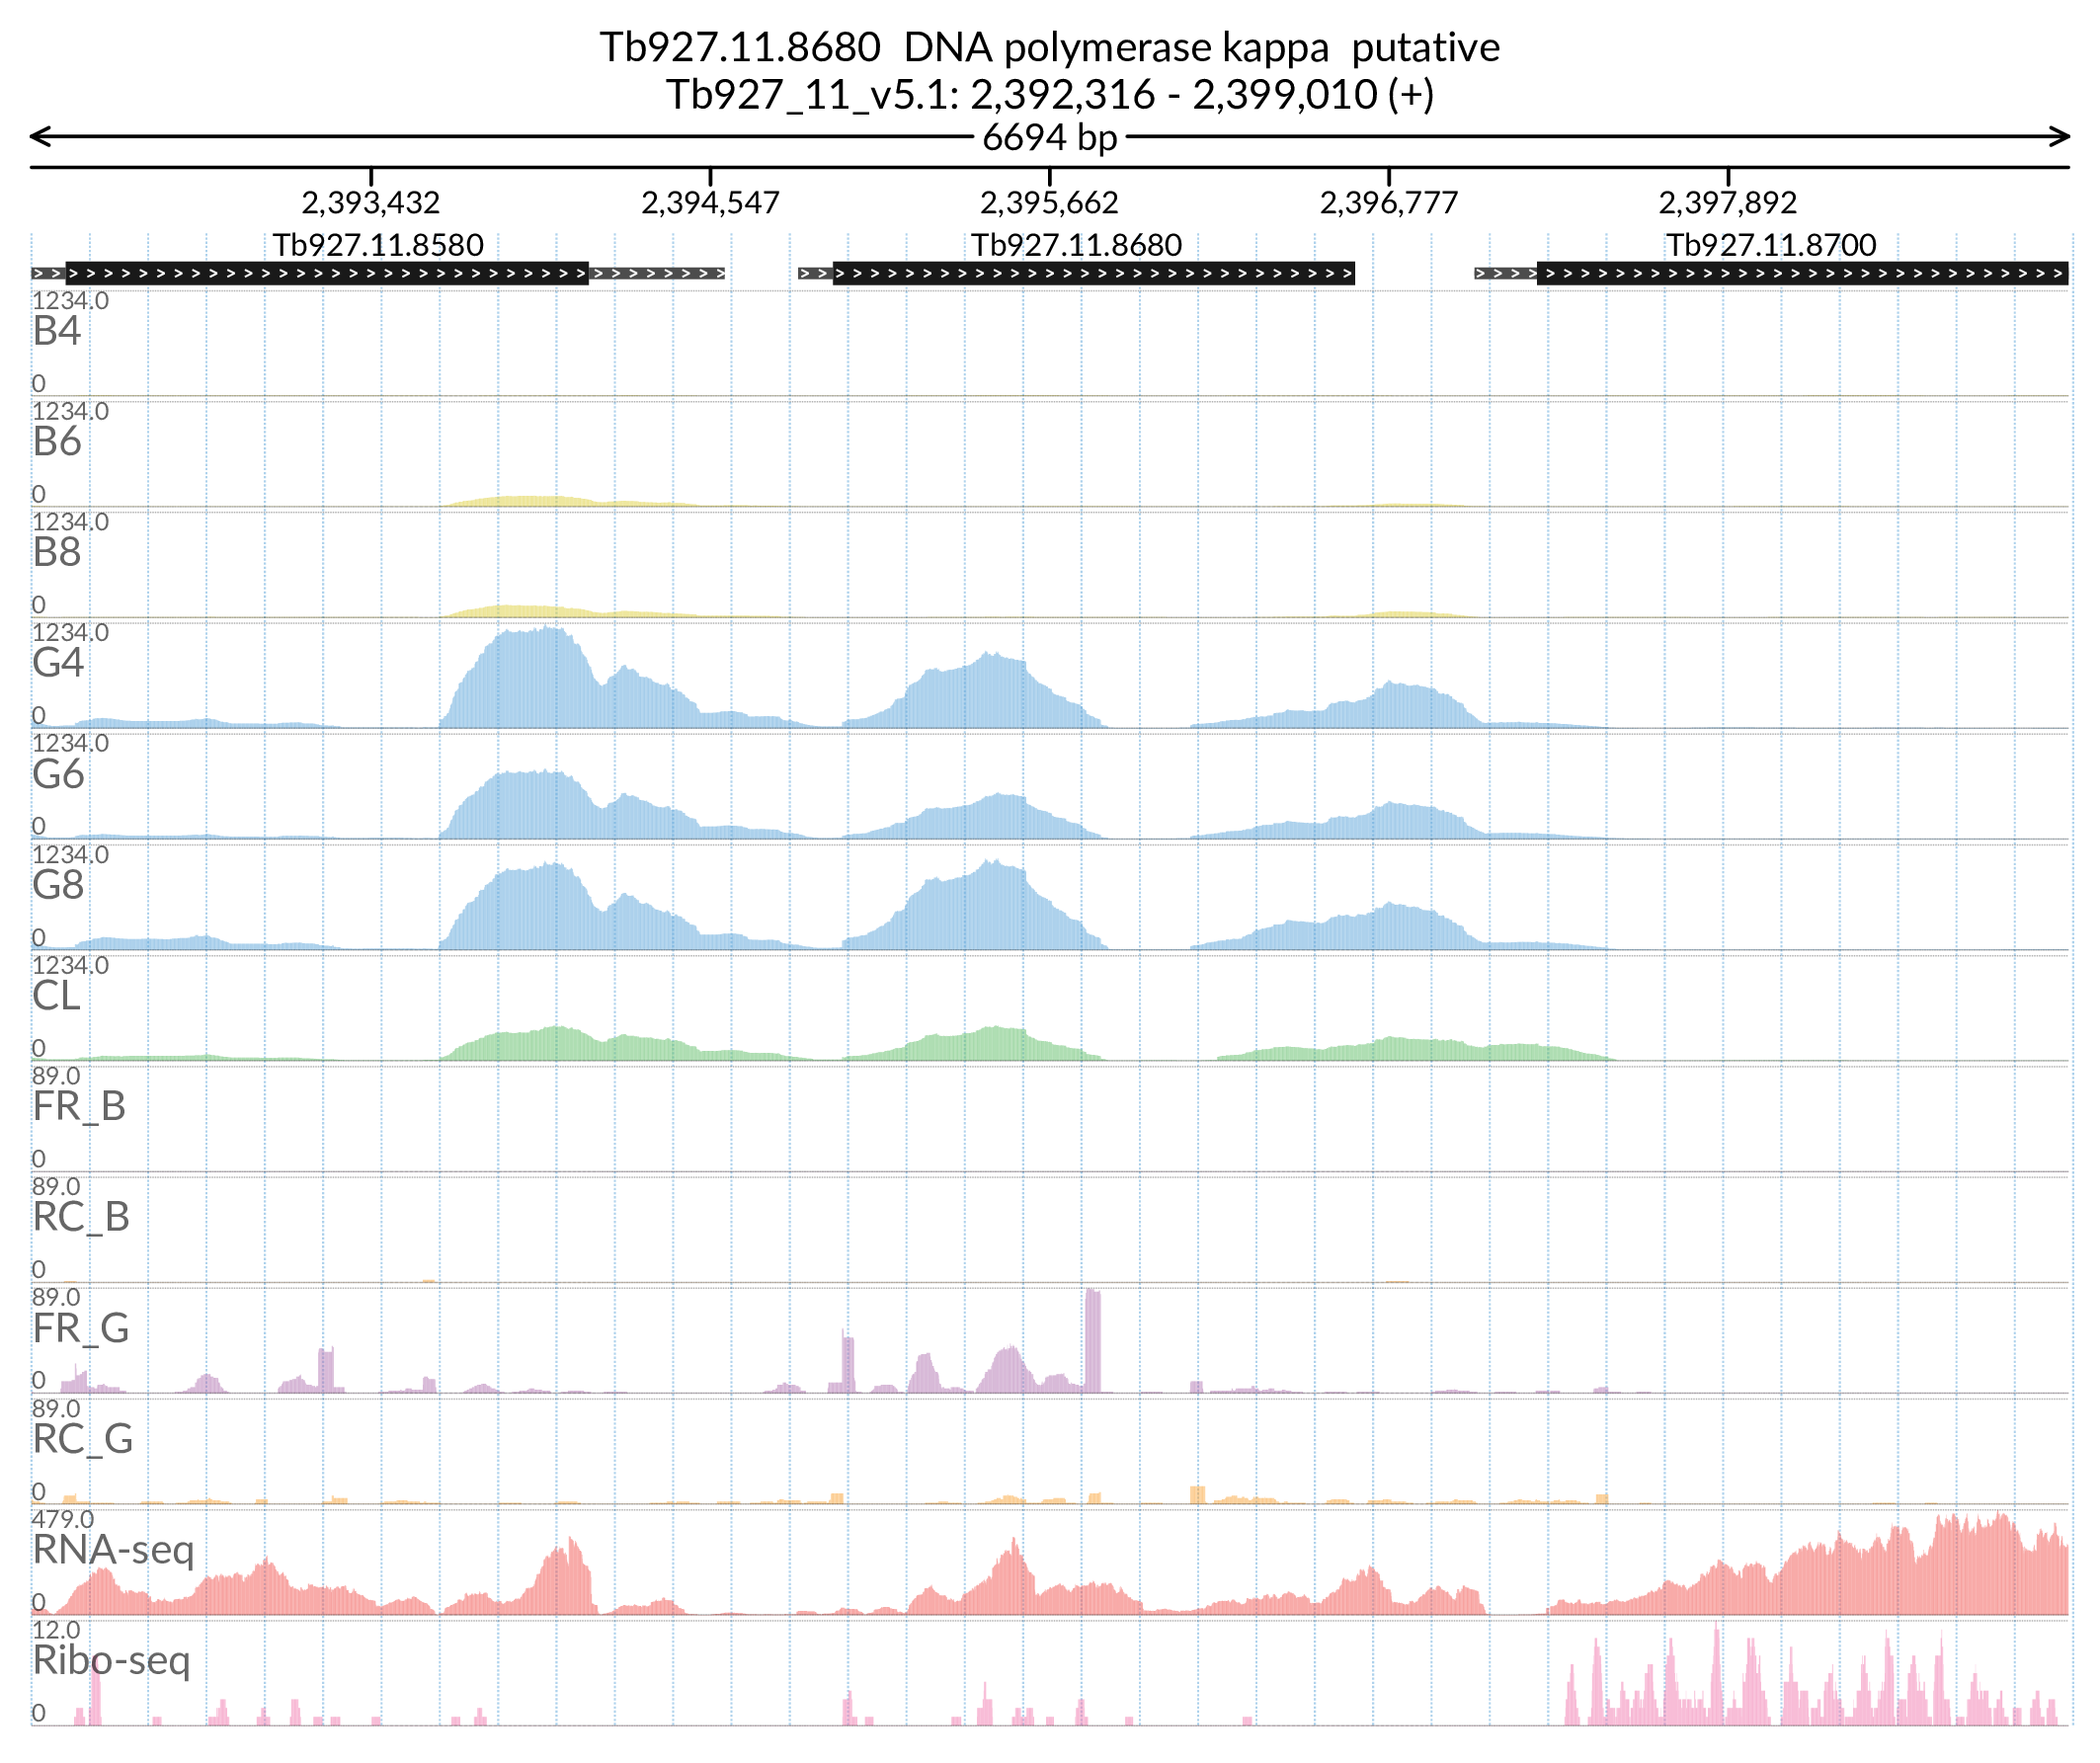 Tb927.11.8680  DNA polymerase kappa  putative
Tb927_11_v5.1: 2,392,316 - 2,399,010 (+)
6694 bp
2,393,432 2,394,547 2,395,662 2,396,777 2,397,892
Tb927.11.8580 Tb927.11.8680 Tb927.11.8700
1234.0
B4
0
1234.0
B6
0
1234.0
B8
0
1234.0
G4
0
1234.0
G6
0
1234.0
G8
0
1234.0
CL
0
89.0
FR_B
0
89.0
RC_B
0
89.0
FR_G
0
89.0
RC_G
0
479.0
RNA-seq
0
12.0
Ribo-seq
0